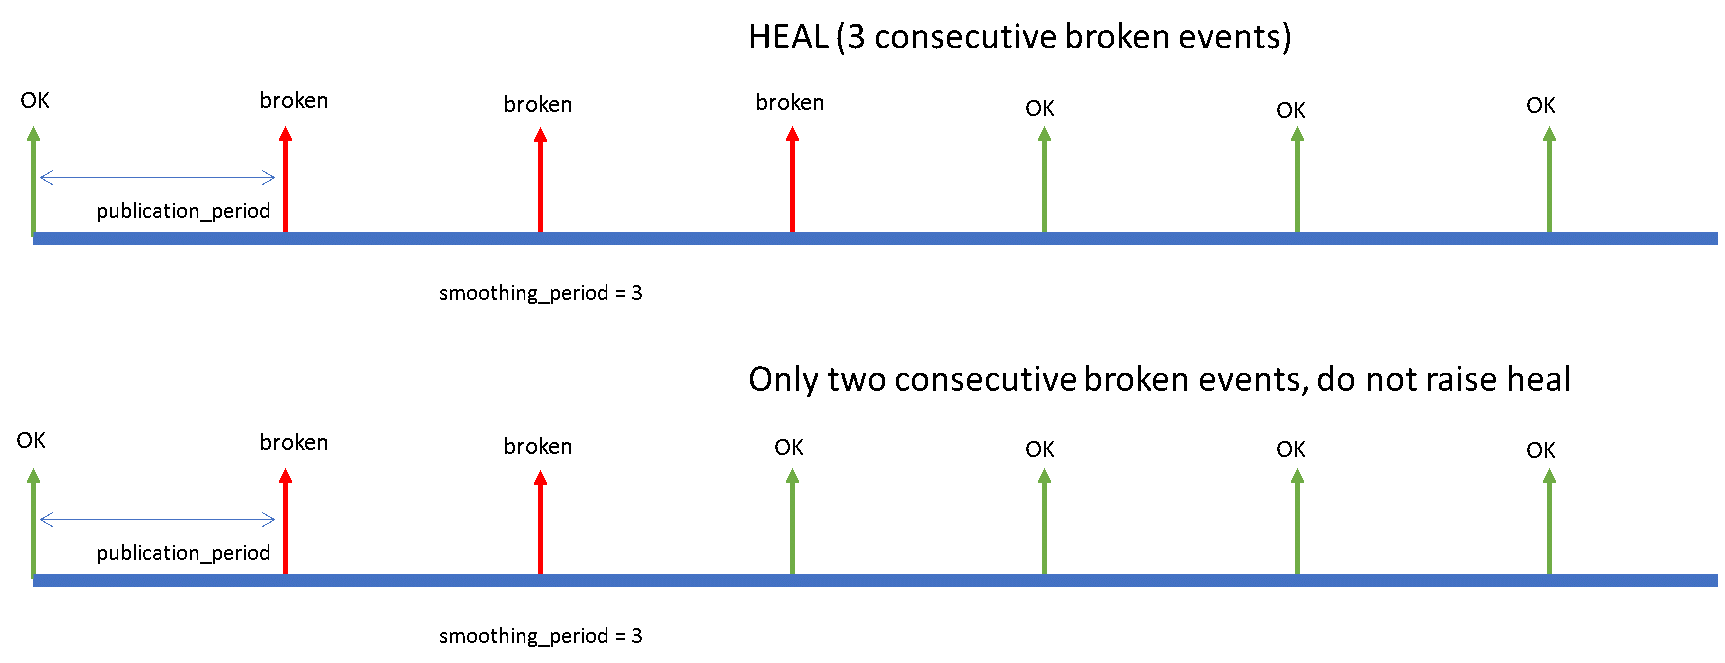 HEAL (3 consecutive broken events)
OK
broken
broken
broken
OK
OK
OK
publication_period
smoothing_period = 3
Only two consecutive broken events, do not raise heal
OK
broken
broken
OK
OK
OK
OK
publication_period
smoothing_period = 3